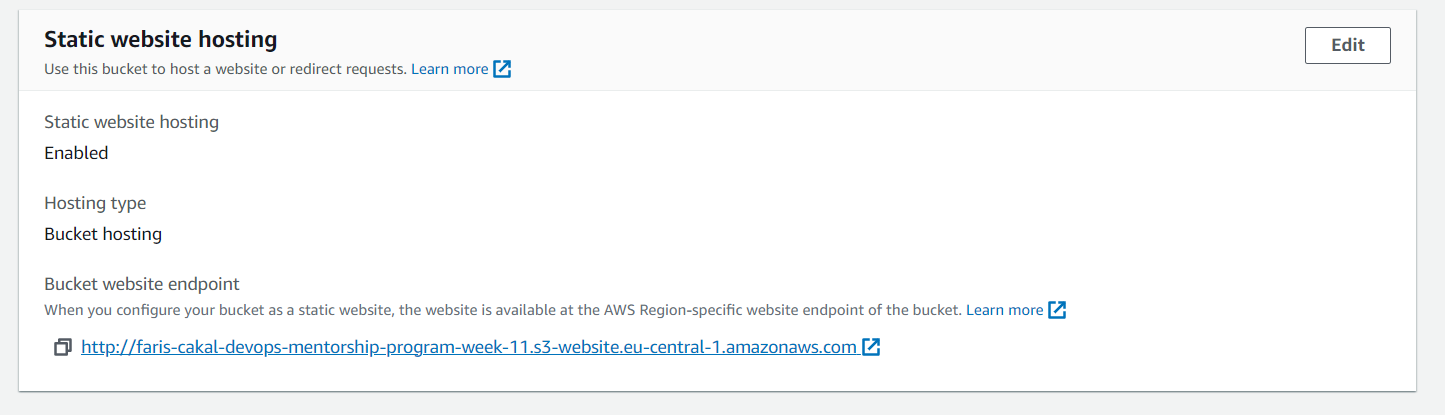 Static website hosting
Edit
Use this bucket to host a website or redirect requests. Learn more
Static website hosting
Enabled
Hosting type
Bucket hosting
Bucket website endpoint
When you configure your bucket as a static website, the website is available at the AWS Region-specific website endpoint of the bucket. Learn more
http://faris-cakal-devops-mentorship-program-week-11.s3-website.eu-central-1.amazonaws.com